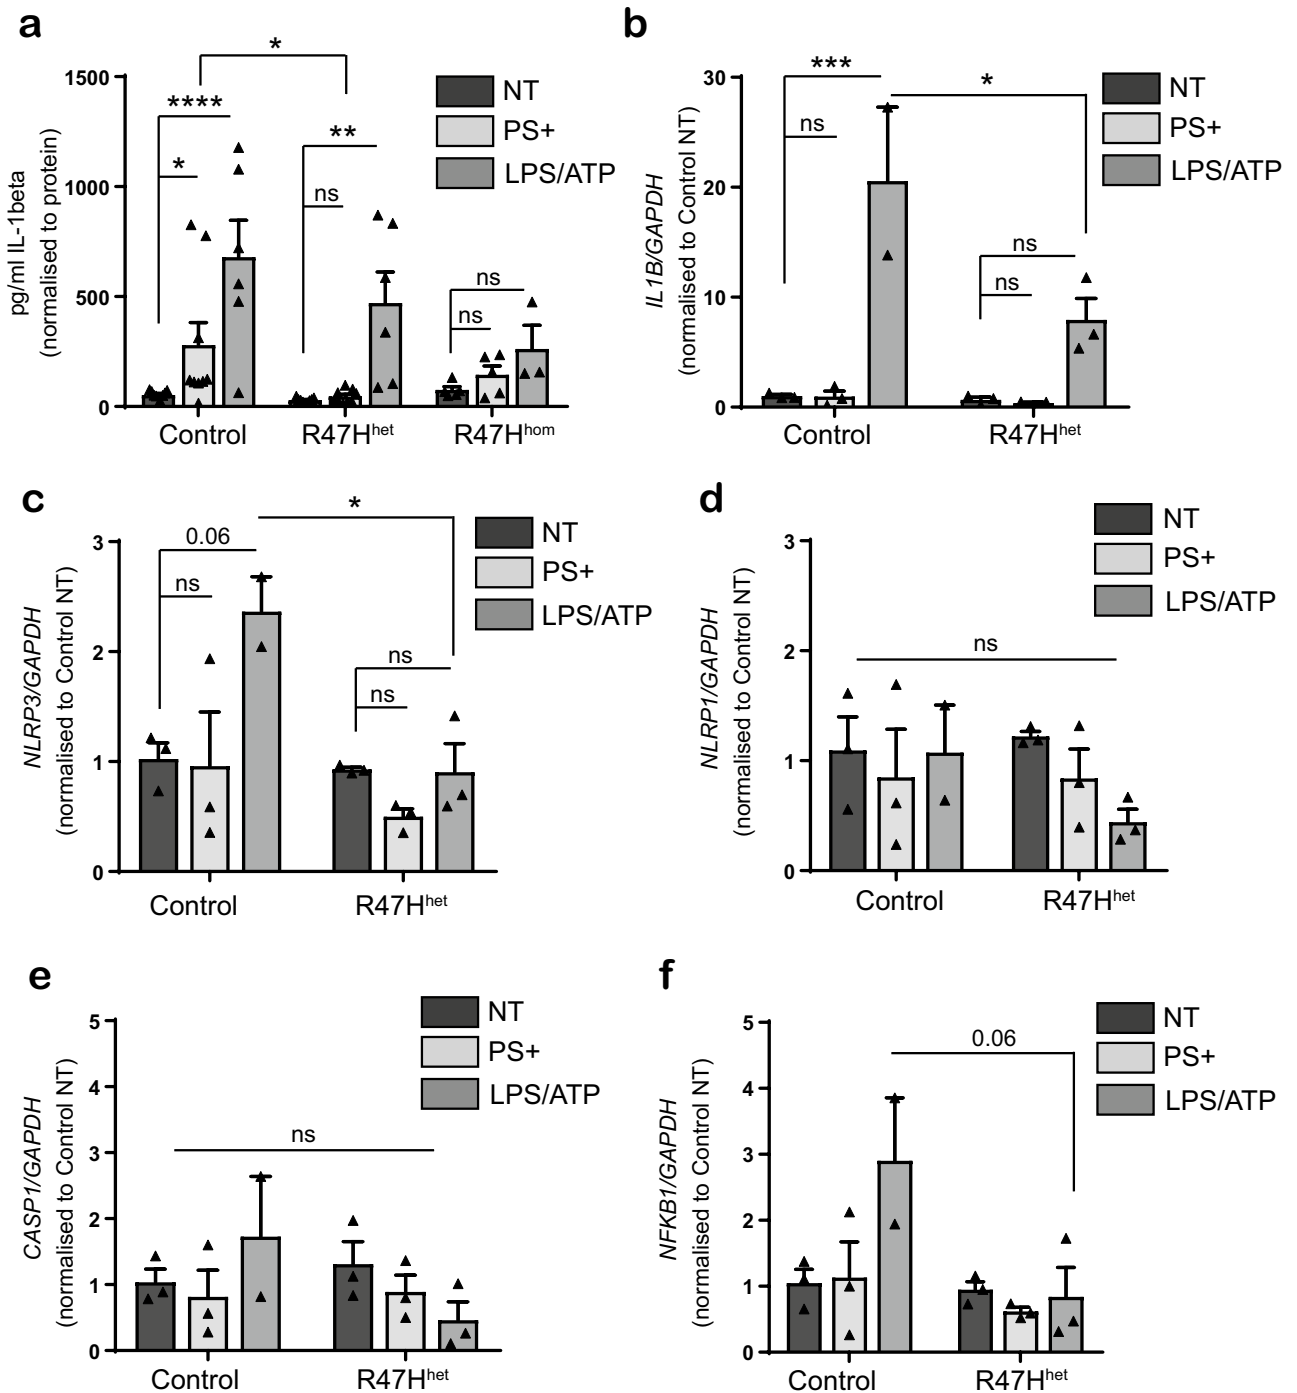 a
*
1500
1000
500
0
pg/ml IL-1beta
(normalised to protein)
****
*
**
ns
ns
ns
NT
PS+
LPS/ATP
Control
R47Hhet
R47Hhom
b
30
20
10
0
IL1B/GAPDH
(normalised to Control NT)
***
ns
*
ns
ns
NT
PS+
LPS/ATP
Control
R47Hhet
c
3
2
1
0
NLRP3/GAPDH
(normalised to Control NT)
0.06
ns
*
ns
ns
NT
PS+
LPS/ATP
Control
R47Hhet
d
3
2
1
0
NLRP1/GAPDH
(normalised to Control NT)
ns
NT
PS+
LPS/ATP
Control
R47Hhet
e
5
4
3
2
1
0
CASP1/GAPDH
(normalised to Control NT)
ns
NT
PS+
LPS/ATP
Control
R47Hhet
f
5
4
3
2
1
0
NFKB1/GAPDH
(normalised to Control NT)
0.06
NT
PS+
LPS/ATP
Control
R47Hhet